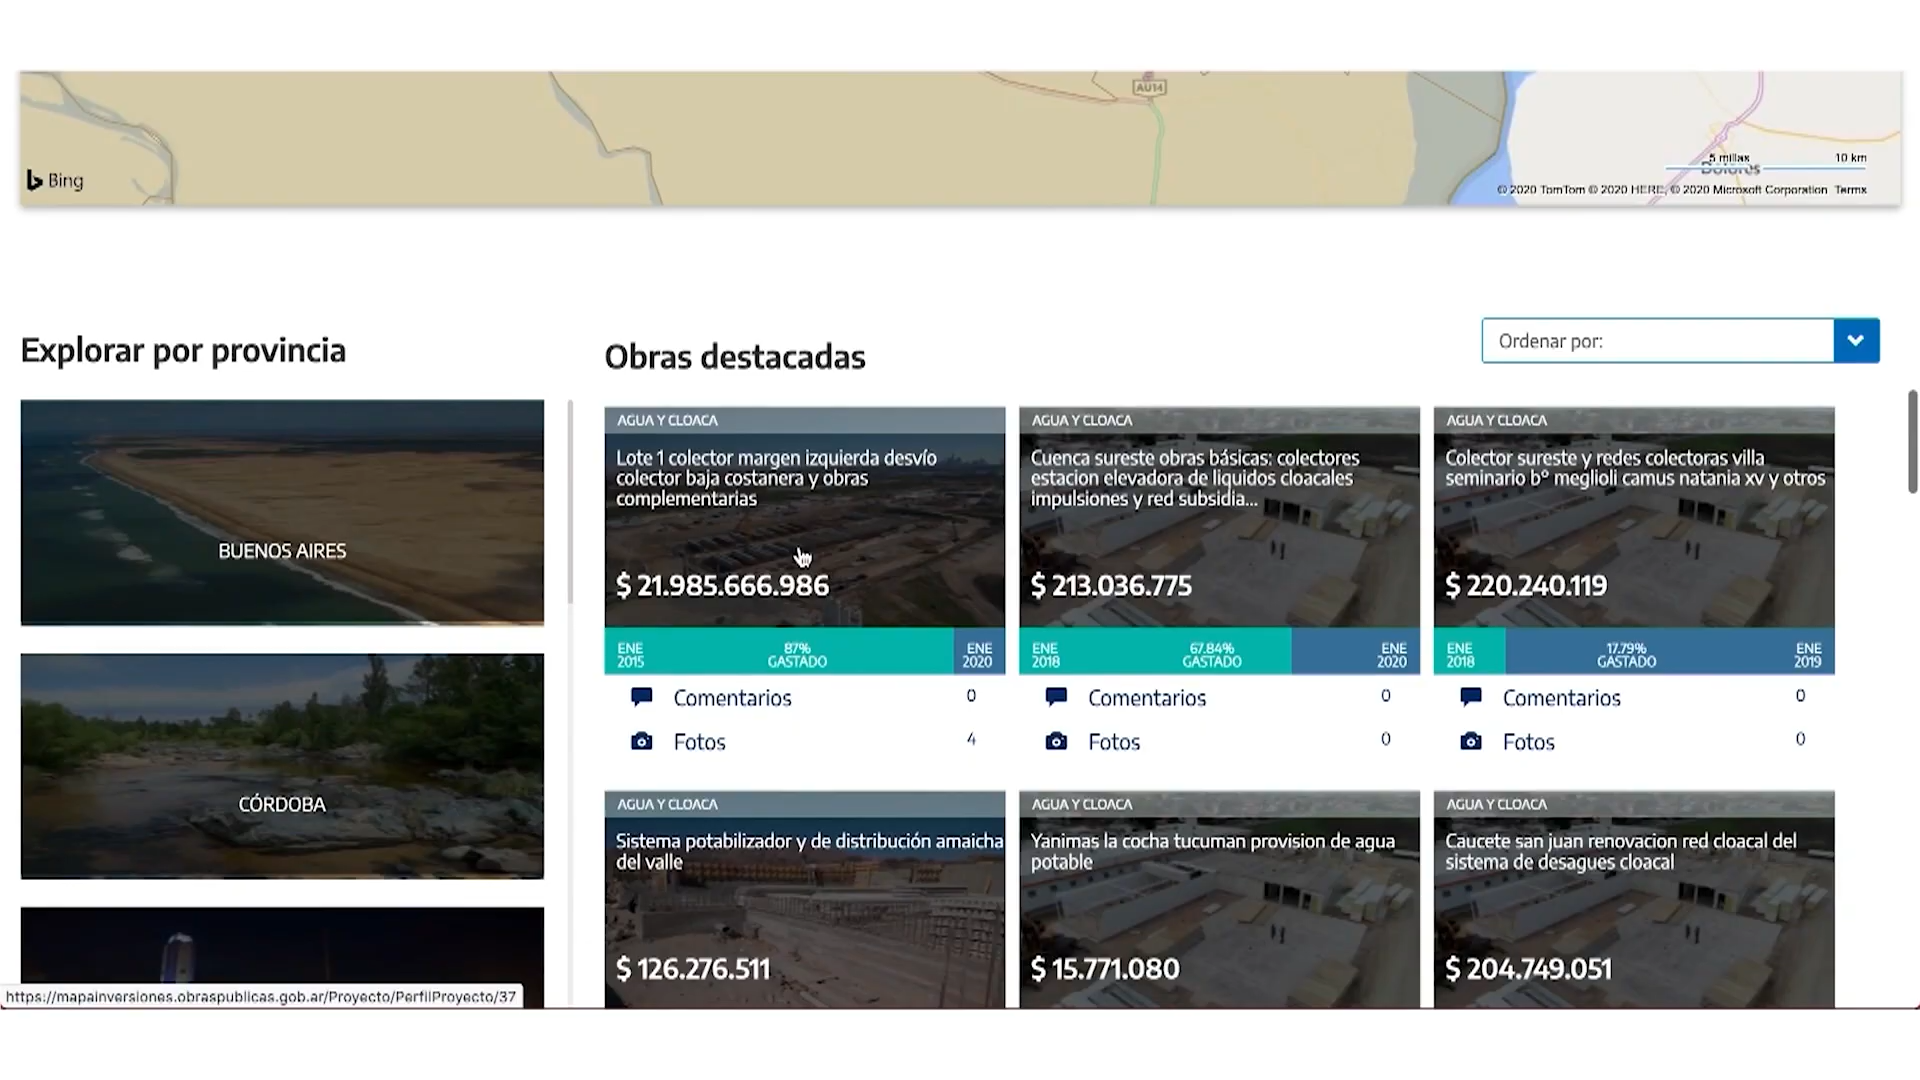 AU14
Bing
5 millas
10 km
Dolores
© 2020 TomTom © 2020 HERE, © 2020 Microsoft Corporation Terms
Explorar por provincia
BUENOS AIRES
CÓRDOBA
Obras destacadas
Ordenar por:
AGUA Y CLOACA
Lote 1 colector margen izquierda desvío
colector baja costanera y obras
complementarias
$ 21.985.666.986
ENE
2015
87%
GASTADO
ENE
2020
Comentarios 0
Fotos 4
AGUA Y CLOACA
Cuenca sureste obras básicas: colectores
estacion elevadora de liquidos cloacales
impulsiones y red subsidia...
$ 213.036.775
ENE
2018
67.84%
GASTADO
ENE
2020
Comentarios 0
Fotos 0
AGUA Y CLOACA
Colector sureste y redes colectoras villa
seminario b° meglioli camus natania xv y otros
$ 220.240.119
ENE
2018
17.79%
GASTADO
ENE
2019
Comentarios 0
Fotos 0
AGUA Y CLOACA
Sistema potabilizador y de distribución amaicha
del valle
$ 126.276.511
AGUA Y CLOACA
Yanimas la cocha tucuman provision de agua
potable
$ 15.771.080
AGUA Y CLOACA
Caucete san juan renovacion red cloacal del
sistema de desagues cloacal
$ 204.749.051
https://mapainversiones.obraspublicas.gob.ar/Proyecto/PerfilProyecto/37